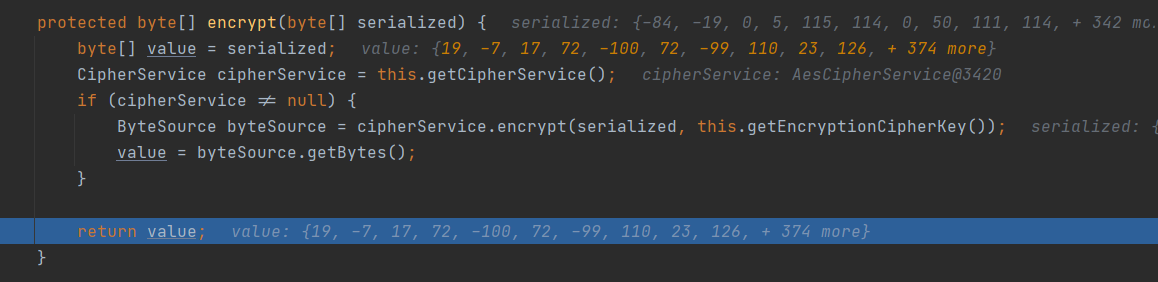 protected byte[] encrypt(byte[] serialized) {   serialized: {-84, -19, 0, 5, 115, 114, 0, 50, 111, 114, + 342 mo
    byte[] value = serialized;   value: {19, -7, 17, 72, -100, 72, -99, 110, 23, 126, + 374 more}
    CipherService cipherService = this.getCipherService();   cipherService: AesCipherService@3420
    if (cipherService ≠ null) {
        ByteSource byteSource = cipherService.encrypt(serialized, this.getEncryptionCipherKey());   serialized: {
        value = byteSource.getBytes();
    }
    return value;   value: {19, -7, 17, 72, -100, 72, -99, 110, 23, 126, + 374 more}
}